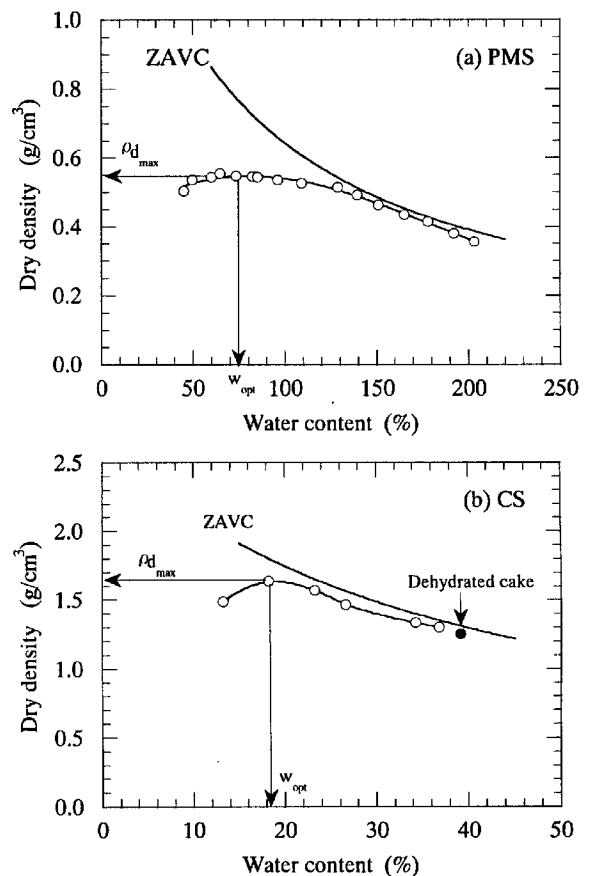 1.0
0.8
0.6
0.4
0.2
0.0
Dry density (g/cm³)
ZAVC
(a) PMS
ρd max
0 50 w opt 100 150 200 250
Water content (%)
2.5
2.0
1.5
1.0
0.5
0.0
Dry density (g/cm³)
(b) CS
ZAVC
ρd max
Dehydrated cake
w opt
0 10 20 30 40 50
Water content (%)